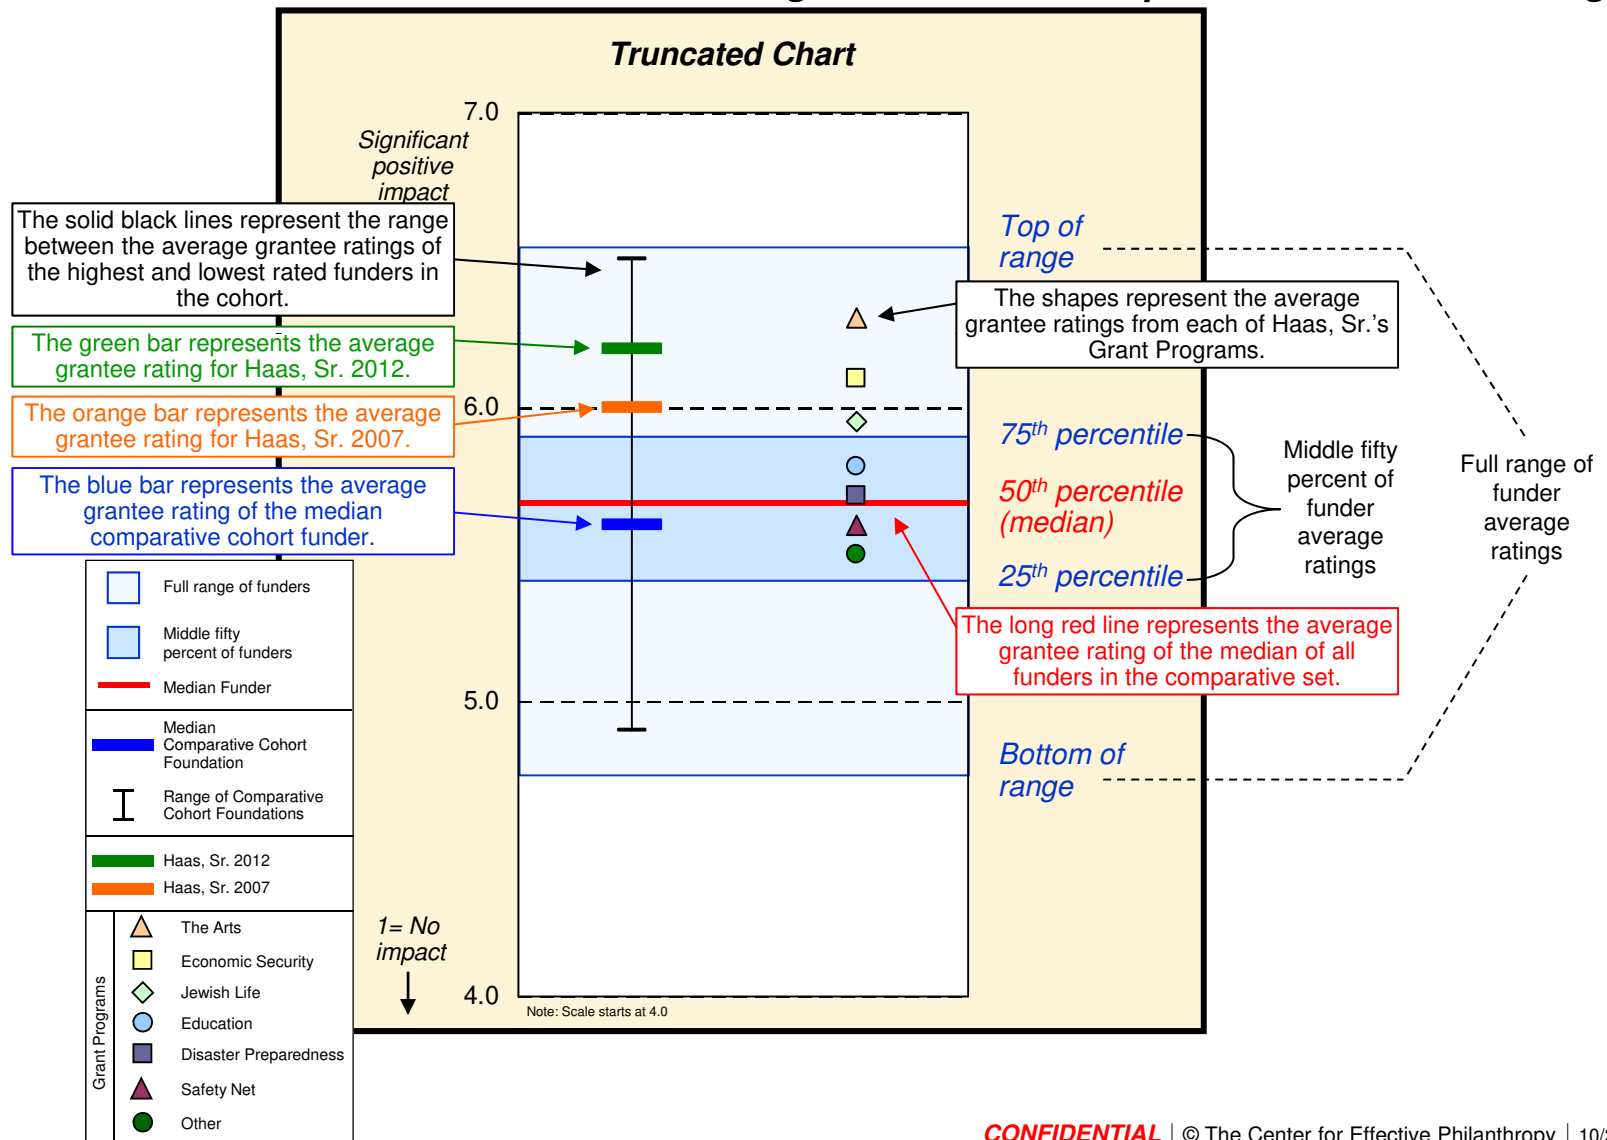 Truncated Chart
7.0
Significant
positive
impact
The solid black lines represent the range
between the average grantee ratings of
the highest and lowest rated funders in
the cohort.
Top of
range
The shapes represent the average
grantee ratings from each of Haas, Sr.'s
Grant Programs.
The green bar represents the average
grantee rating for Haas, Sr. 2012.
6.0
The orange bar represents the average
grantee rating for Haas, Sr. 2007.
75th percentile
Middle fifty
percent of
funder
average
ratings
Full range of
funder
average
ratings
The blue bar represents the average
grantee rating of the median
comparative cohort funder.
50th percentile
(median)
25th percentile
The long red line represents the average
grantee rating of the median of all
funders in the comparative set.
5.0
Bottom of
range
Full range of funders
Middle fifty
percent of funders
Median Funder
Median
Comparative Cohort
Foundation
Range of Comparative
Cohort Foundations
Haas, Sr. 2012
Haas, Sr. 2007
Grant Programs
The Arts
Economic Security
Jewish Life
Education
Disaster Preparedness
Safety Net
Other
1= No
impact
4.0
Note: Scale starts at 4.0
CONFIDENTIAL | © The Center for Effective Philanthropy | 10/